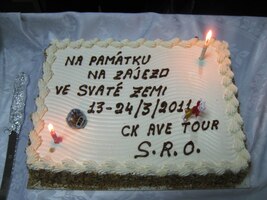 NA PAMÁTKU
NA ZÁJEZD
VE SVATÉ ZEMI
13-24/3/2011
CK AVE TOUR
S.R.O.